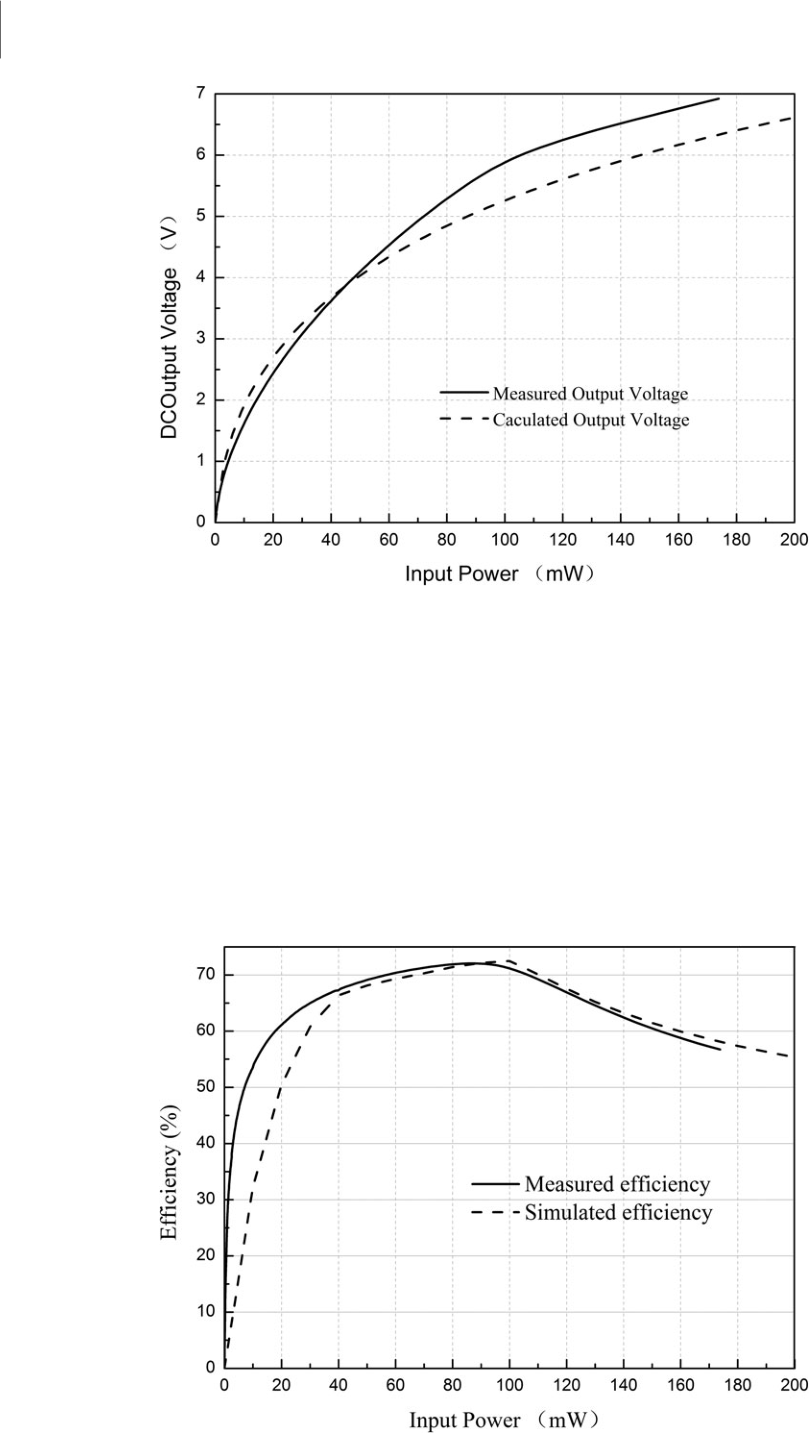 7
6
5
4
3
2
1
0
DCOutput Voltage （V）
Measured Output Voltage
Caculated Output Voltage
0 20 40 60 80 100 120 140 160 180 200
Input Power （mW）
70
60
50
40
30
20
10
0
Efficiency (%)
Measured efficiency
Simulated efficiency
0 20 40 60 80 100 120 140 160 180 200
Input Power （mW）